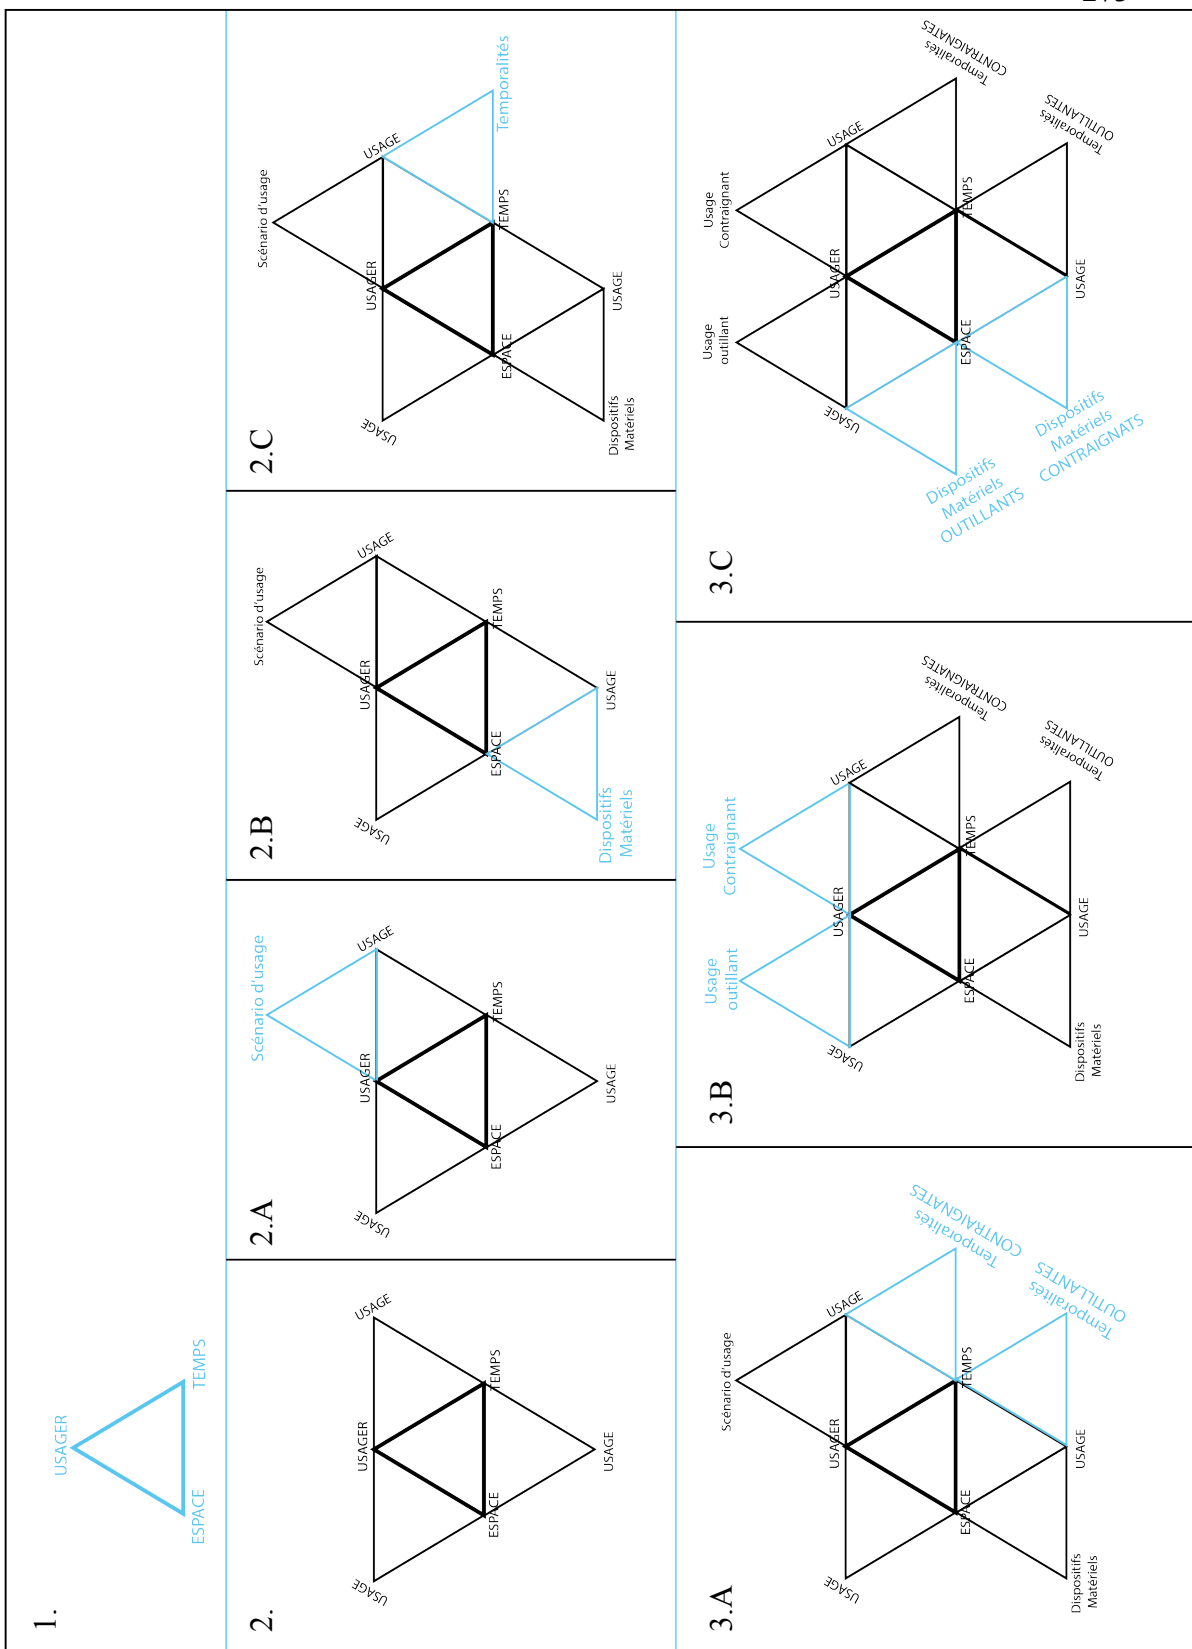 1.
USAGER
ESPACE
TEMPS
2.
USAGE
USAGER
USAGE
ESPACE
TEMPS
USAGE
2.A
Scénario d'usage
USAGE
USAGER
USAGE
ESPACE
TEMPS
USAGE
2.B
Scénario d'usage
USAGE
USAGER
USAGE
ESPACE
TEMPS
Dispositifs
Matériels
USAGE
2.C
Scénario d'usage
USAGE
USAGER
USAGE
ESPACE
TEMPS
Temporalités
Dispositifs
Matériels
USAGE
3.A
Scénario d'usage
USAGE
USAGER
USAGE
ESPACE
TEMPS
Temporalités
CONTRAIGNATES
Dispositifs
Matériels
USAGE
Temporalités
OUTILLANTES
3.B
Usage
outillant
Usage
Contraignant
USAGE
USAGER
USAGE
ESPACE
TEMPS
Temporalités
CONTRAIGNATES
Dispositifs
Matériels
USAGE
Temporalités
OUTILLANTES
3.C
Usage
outillant
Usage
Contraignant
USAGE
USAGER
USAGE
ESPACE
TEMPS
Temporalités
CONTRAIGNATES
Dispositifs
Matériels
OUTILLANTS
Dispositifs
Matériels
CONTRAIGNATS
USAGE
Temporalités
OUTILLANTES